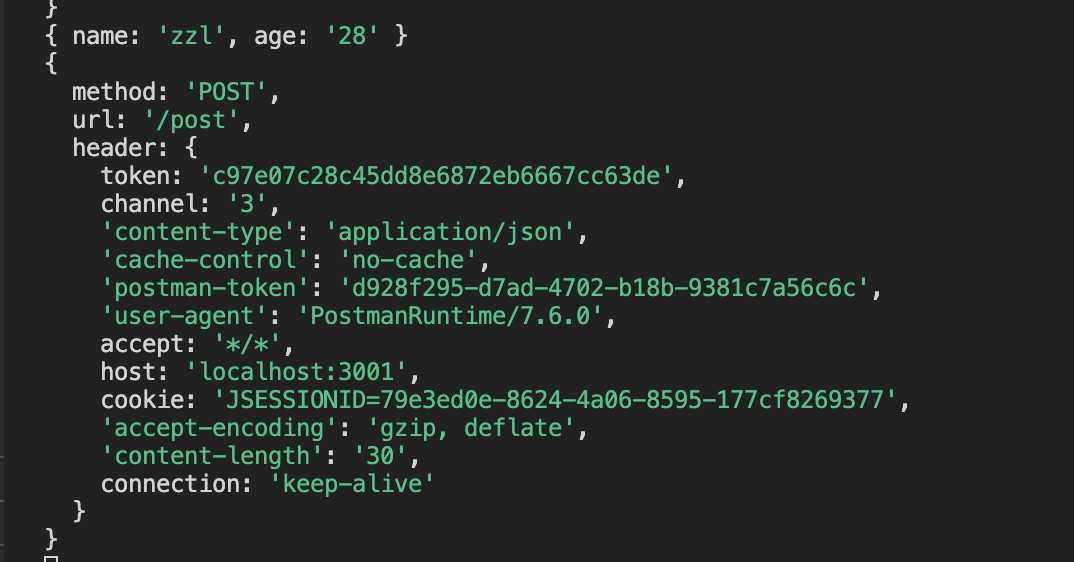 }
{ name: 'zzl', age: '28' }
{
  method: 'POST',
  url: '/post',
  header: {
    token: 'c97e07c28c45dd8e6872eb6667cc63de',
    channel: '3',
    'content-type': 'application/json',
    'cache-control': 'no-cache',
    'postman-token': 'd928f295-d7ad-4702-b18b-9381c7a56c6c',
    'user-agent': 'PostmanRuntime/7.6.0',
    accept: '*/*',
    host: 'localhost:3001',
    cookie: 'JSESSIONID=79e3ed0e-8624-4a06-8595-177cf8269377',
    'accept-encoding': 'gzip, deflate',
    'content-length': '30',
    connection: 'keep-alive'
  }
}